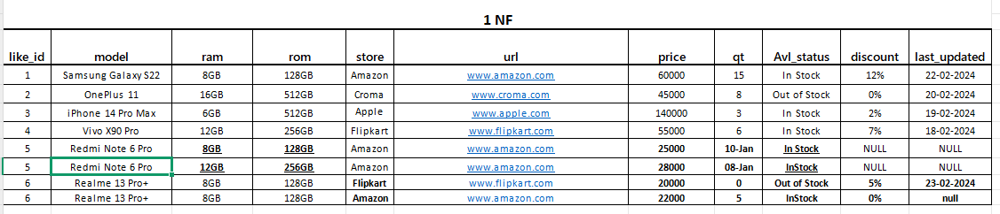 1 NF
like_id model ram rom store url price qt Avl_status discount last_updated
1 Samsung Galaxy S22 8GB 128GB Amazon www.amazon.com 60000 15 In Stock 12% 22-02-2024
2 OnePlus 11 16GB 512GB Croma www.croma.com 45000 8 Out of Stock 0% 20-02-2024
3 iPhone 14 Pro Max 6GB 512GB Apple www.apple.com 140000 3 In Stock 2% 19-02-2024
4 Vivo X90 Pro 12GB 256GB Flipkart www.flipkart.com 55000 6 In Stock 7% 18-02-2024
5 Redmi Note 6 Pro 8GB 128GB Amazon www.amazon.com 25000 10-Jan In Stock NULL NULL
5 Redmi Note 6 Pro 12GB 256GB Amazon www.amazon.com 28000 08-Jan InStock NULL NULL
6 Realme 13 Pro+ 8GB 128GB Flipkart www.flipkart.com 20000 0 Out of Stock 5% 23-02-2024
6 Realme 13 Pro+ 8GB 128GB Amazon www.amazon.com 22000 5 InStock 0% null